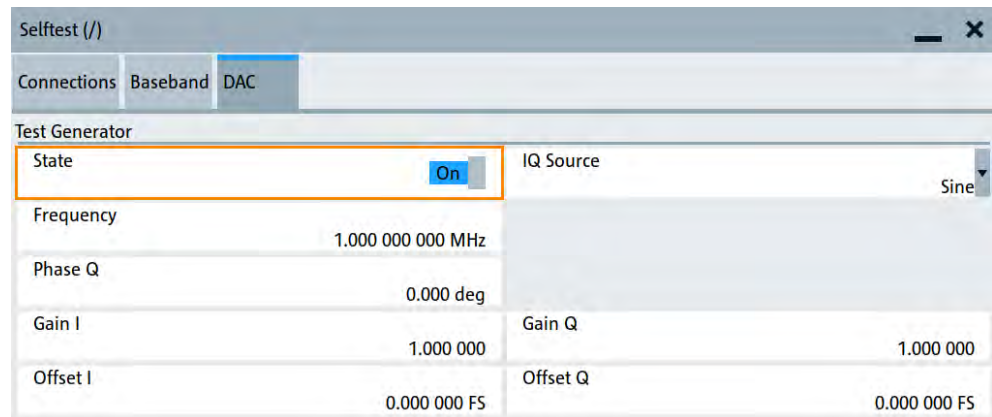 Selftest (/)
Connections Baseband DAC
Test Generator
State On
IQ Source Sine
Frequency
1.000 000 000 MHz
Phase Q
0.000 deg
Gain I
1.000 000
Gain Q
1.000 000
Offset I
0.000 000 FS
Offset Q
0.000 000 FS